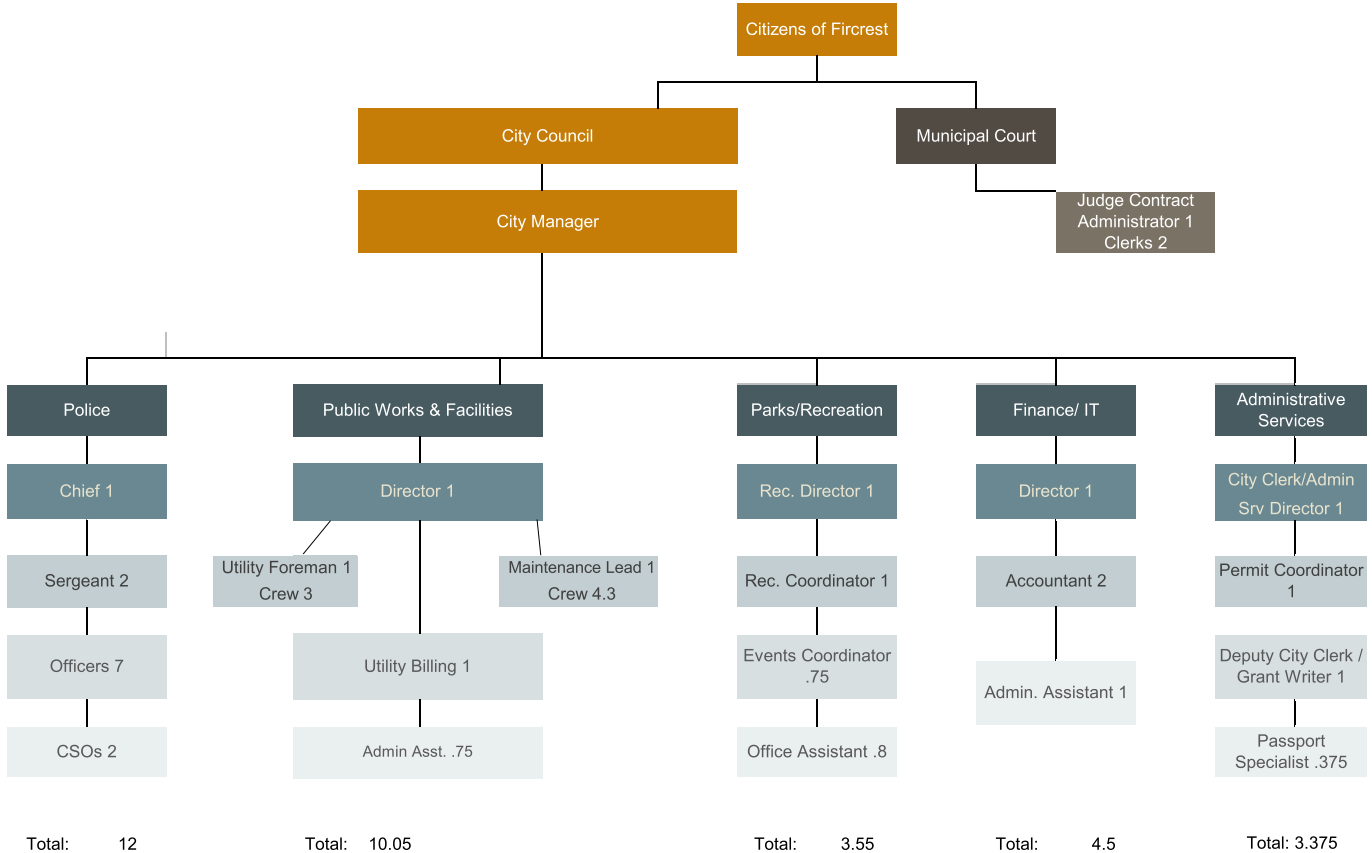 Citizens of Fircrest
City Council
Municipal Court
City Manager
Judge Contract
Administrator 1
Clerks 2
Police
Public Works & Facilities
Parks/Recreation
Finance/ IT
Administrative
Services
Chief 1
Director 1
Rec. Director 1
Director 1
City Clerk/Admin
Srv Director 1
Sergeant 2
Utility Foreman 1
Crew 3
Maintenance Lead 1
Crew 4.3
Rec. Coordinator 1
Accountant 2
Permit Coordinator
1
Officers 7
Utility Billing 1
Events Coordinator
.75
Admin. Assistant 1
Deputy City Clerk /
Grant Writer 1
CSOs 2
Admin Asst. .75
Office Assistant .8
Passport
Specialist .375
Total: 12
Total: 10.05
Total: 3.55
Total: 4.5
Total: 3.375